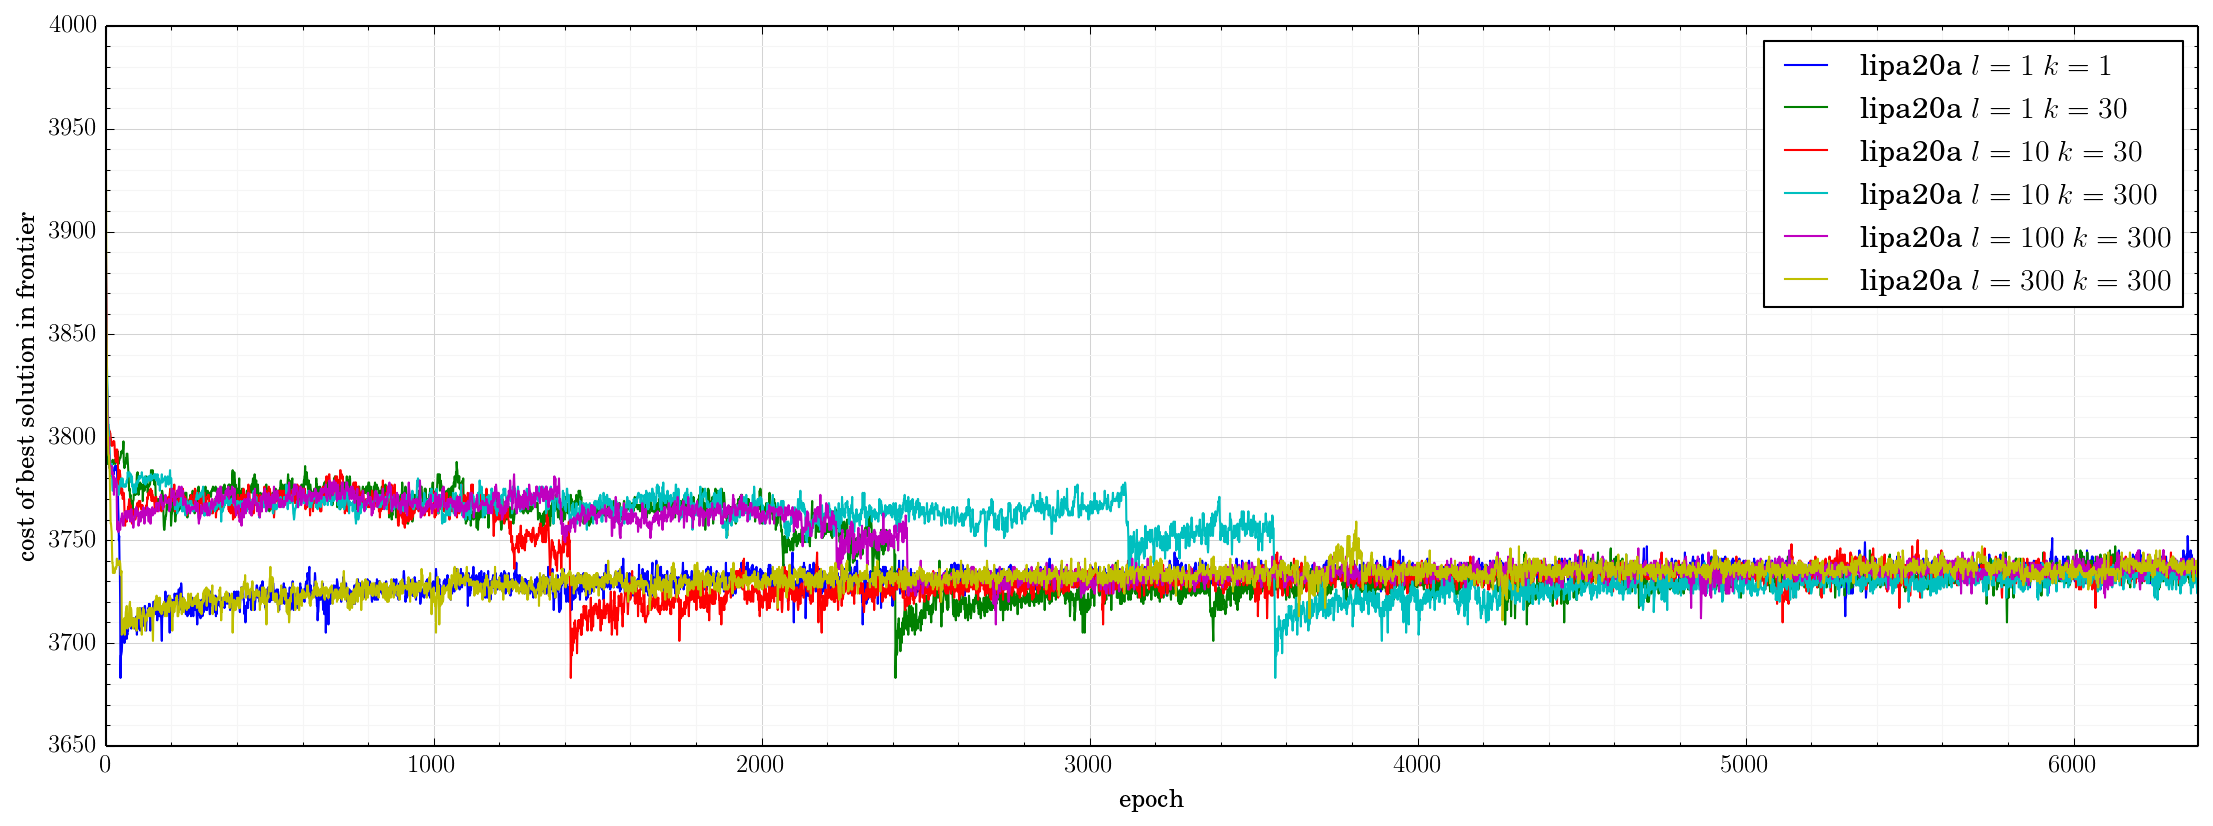 4000
3950
3900
3850
3800
3750
3700
3650
cost of best solution in frontier
0 1000 2000 3000 4000 5000 6000
epoch
lipa20a l = 1 k = 1
lipa20a l = 1 k = 30
lipa20a l = 10 k = 30
lipa20a l = 10 k = 300
lipa20a l = 100 k = 300
lipa20a l = 300 k = 300